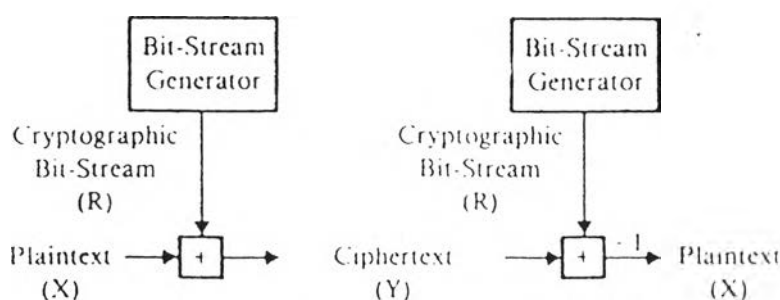 Bit-Stream
Generator
Cryptographic
Bit-Stream
(R)
Plaintext
(X)
+
Ciphertext
(Y)
Bit-Stream
Generator
Cryptographic
Bit-Stream
(R)
+
- 1
Plaintext
(X)